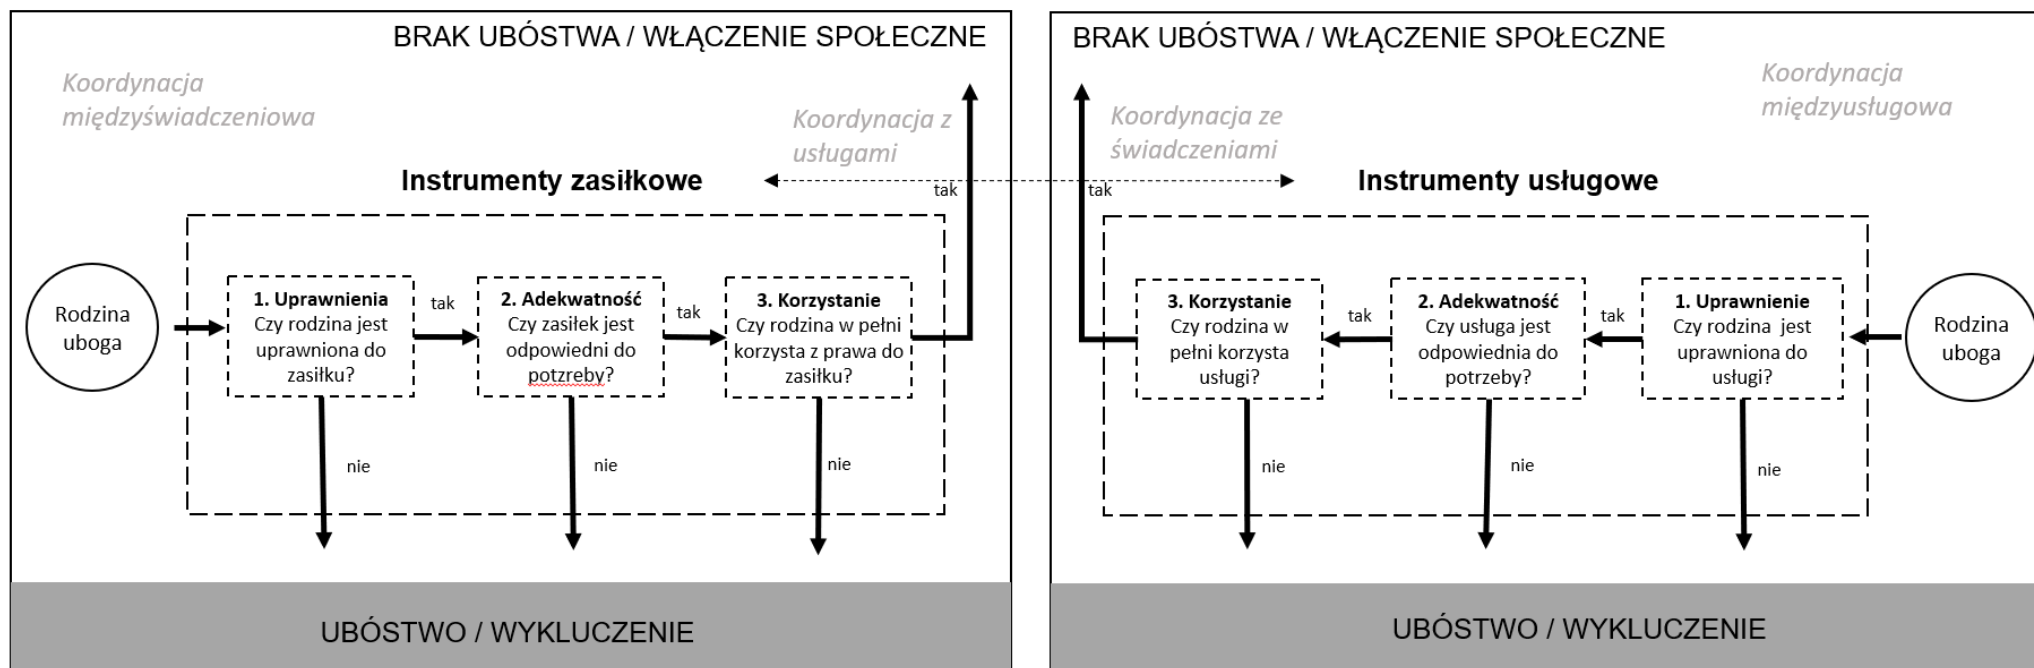 BRAK UBÓSTWA / WŁĄCZENIE SPOŁECZNE
Koordynacja
międzyświadczeniowa
Koordynacja z
usługami
tak
Instrumenty zasiłkowe
Rodzina
uboga
1. Uprawnienia
Czy rodzina jest
uprawniona do
zasiłku?
tak
2. Adekwatność
Czy zasiłek jest
odpowiedni do
potzreby?
tak
3. Korzystanie
Czy rodzina w pełni
korzysta z prawa do
zasiłku?
nie
nie
nie
UBÓSTWO / WYKLUCZENIE
BRAK UBÓSTWA / WŁĄCZENIE SPOŁECZNE
Koordynacja
międzyusługowa
Koordynacja ze
świadczeniami
tak
Instrumenty usługowe
3. Korzystanie
Czy rodzina w
pełni korzysta
usługi?
tak
2. Adekwatność
Czy usługa jest
odpowiednia do
potrzeby?
tak
1. Uprawnienie
Czy rodzina jest
uprawniona do
usługi?
Rodzina
uboga
nie
nie
nie
UBÓSTWO / WYKLUCZENIE